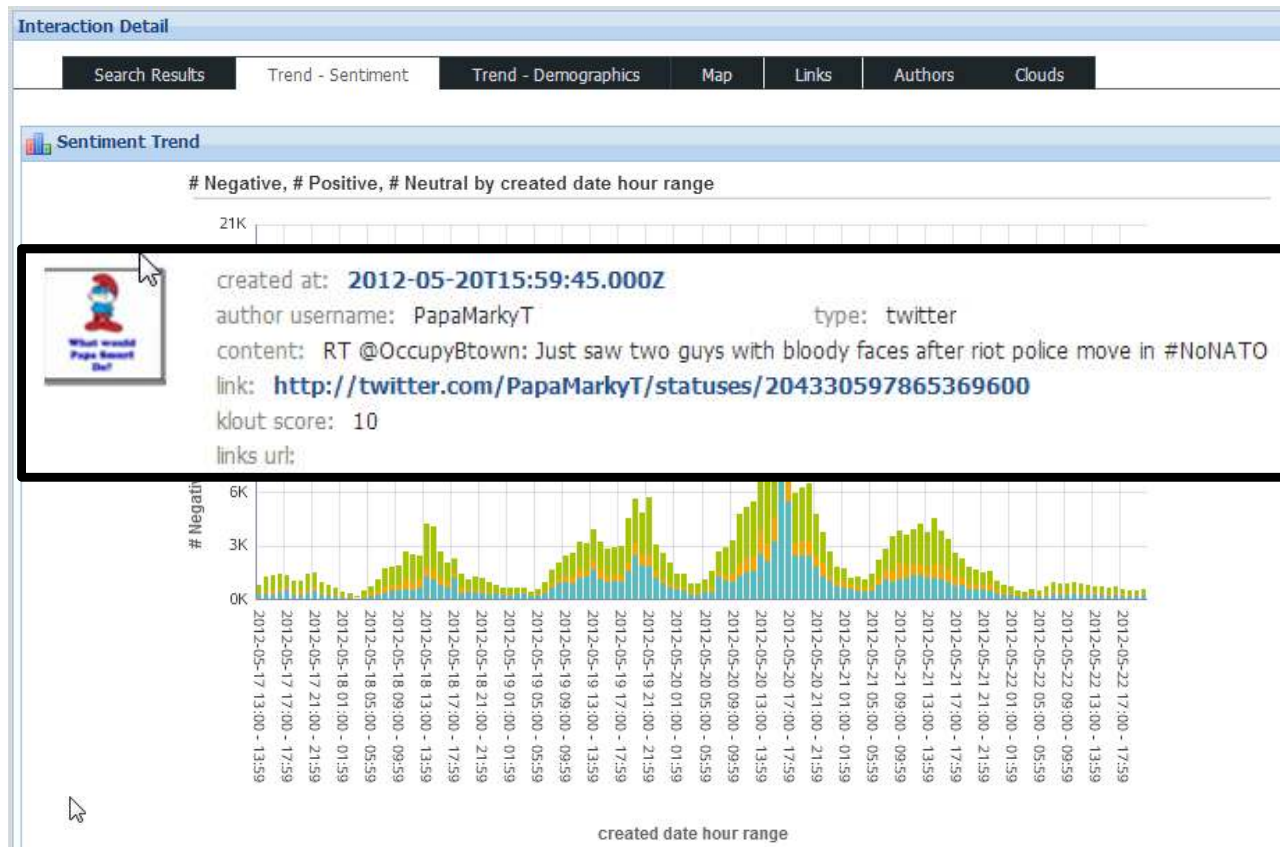 Interaction Detail
Search Results Trend - Sentiment Trend - Demographics Map Links Authors Clouds
Sentiment Trend
# Negative, # Positive, # Neutral by created date hour range
21K
What would
Papa Smurf
Do?
created at: 2012-05-20T15:59:45.000Z
author username: PapaMarkyT type: twitter
content: RT @OccupyBtown: Just saw two guys with bloody faces after riot police move in #NoNATO
link: http://twitter.com/PapaMarkyT/statuses/204330597865369600
klout score: 10
links url:
# Negati
6K
3K
0K
2012-05-17 13:00 - 13:59
2012-05-17 17:00 - 17:59
2012-05-17 21:00 - 21:59
2012-05-18 01:00 - 01:59
2012-05-18 05:00 - 05:59
2012-05-18 09:00 - 09:59
2012-05-18 13:00 - 13:59
2012-05-18 17:00 - 17:59
2012-05-18 21:00 - 21:59
2012-05-19 01:00 - 01:59
2012-05-19 05:00 - 05:59
2012-05-19 09:00 - 09:59
2012-05-19 13:00 - 13:59
2012-05-19 17:00 - 17:59
2012-05-19 21:00 - 21:59
2012-05-20 01:00 - 01:59
2012-05-20 05:00 - 05:59
2012-05-20 09:00 - 09:59
2012-05-20 13:00 - 13:59
2012-05-20 17:00 - 17:59
2012-05-20 21:00 - 21:59
2012-05-21 01:00 - 01:59
2012-05-21 05:00 - 05:59
2012-05-21 09:00 - 09:59
2012-05-21 13:00 - 13:59
2012-05-21 17:00 - 17:59
2012-05-21 21:00 - 21:59
2012-05-22 01:00 - 01:59
2012-05-22 05:00 - 05:59
2012-05-22 09:00 - 09:59
2012-05-22 13:00 - 13:59
2012-05-22 17:00 - 17:59
created date hour range